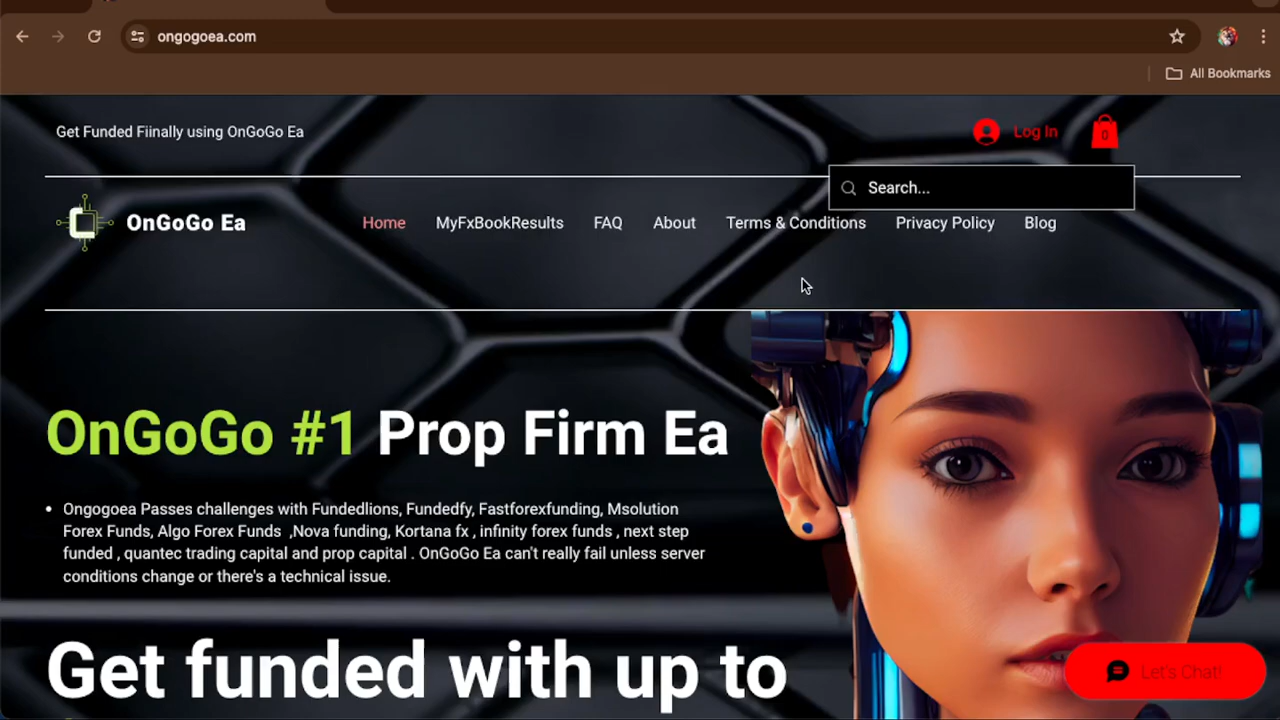 ongogoea.com
All Bookmarks
Get Funded Fiinally using OnGoGo Ea
Log In
0
Search...
OnGoGo Ea
Home MyFxBookResults FAQ About Terms & Conditions Privacy Policy Blog
OnGoGo #1 Prop Firm Ea
Ongogoea Passes challenges with Fundedlions, Fundedfy, Fastforexfunding, Msolution
Forex Funds, Algo Forex Funds ,Nova funding, Kortana fx , infinity forex funds , next step
funded , quantec trading capital and prop capital . OnGoGo Ea can't really fail unless server
conditions change or there's a technical issue.
Get funded with up to
Let's Chat!